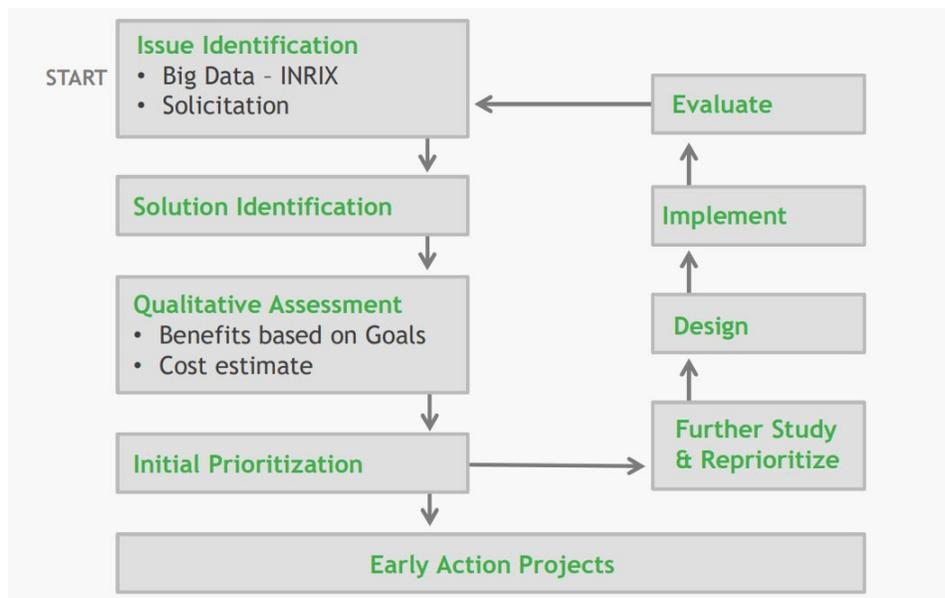 START
Issue Identification
• Big Data - INRIX
• Solicitation
Solution Identification
Qualitative Assessment
• Benefits based on Goals
• Cost estimate
Initial Prioritization
Further Study
& Reprioritize
Design
Implement
Evaluate
Early Action Projects